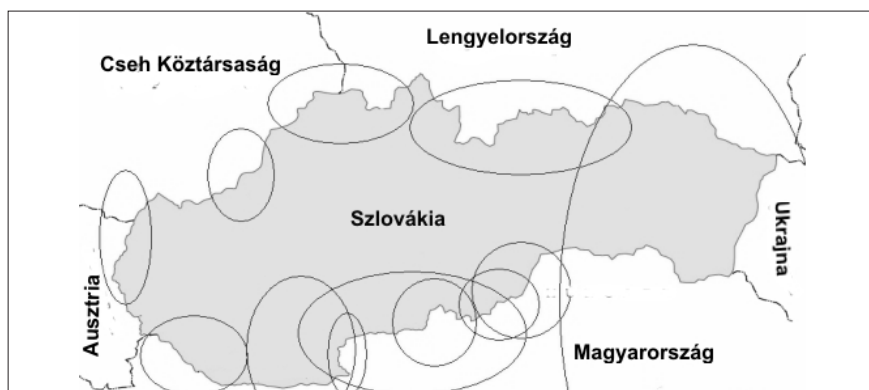 Lengyelország
Cseh Köztársaság
Szlovákia
Ukrajna
Ausztria
Magyarország